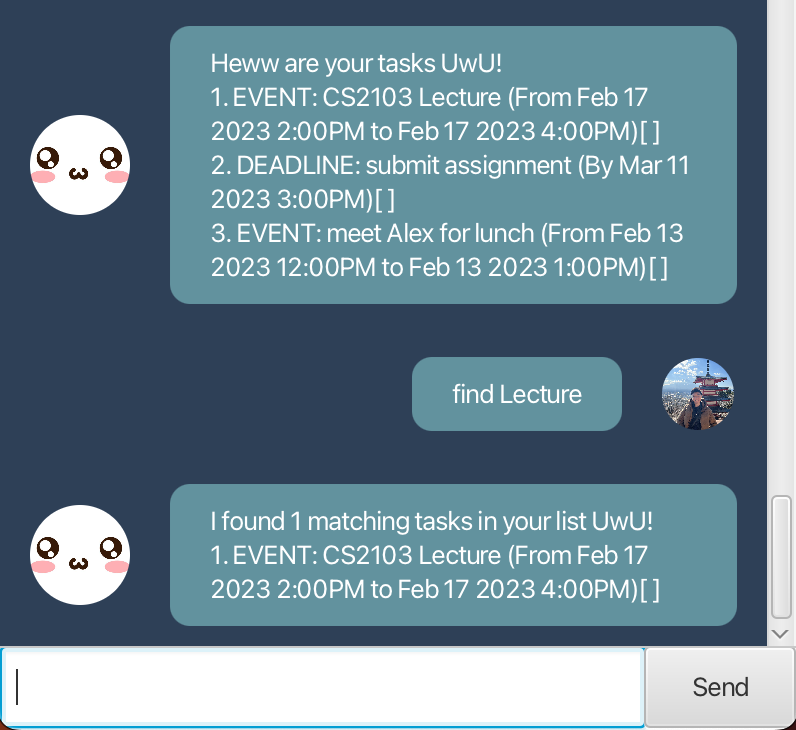 Heww are your tasks UwU!
1. EVENT: CS2103 Lecture (From Feb 17
2023 2:00PM to Feb 17 2023 4:00PM)[ ]
2. DEADLINE: submit assignment (By Mar 11
2023 3:00PM)[ ]
3. EVENT: meet Alex for lunch (From Feb 13
2023 12:00PM to Feb 13 2023 1:00PM)[ ]
find Lecture
I found 1 matching tasks in your list UwU!
1. EVENT: CS2103 Lecture (From Feb 17
2023 2:00PM to Feb 17 2023 4:00PM)[ ]
Send